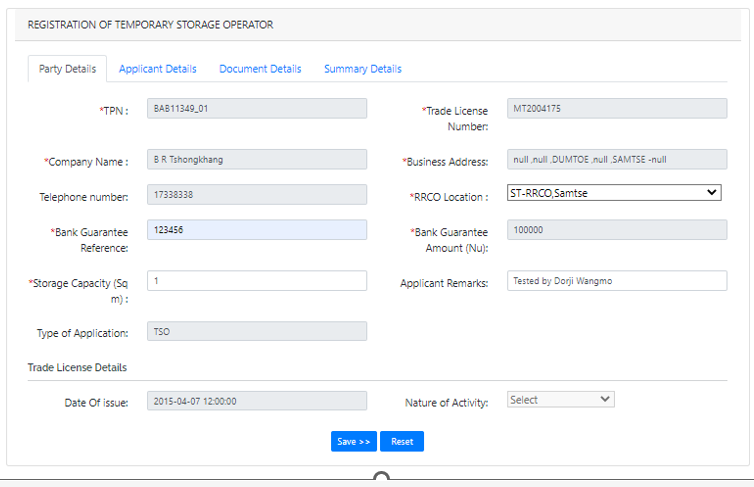 REGISTRATION OF TEMPORARY STORAGE OPERATOR
Party Details Applicant Details Document Details Summary Details
*TPN : BAB11349_01 *Trade License Number: MT2004175
*Company Name : B R Tshongkhang *Business Address: null ,null ,DUMTOE ,null ,SAMTSE -null
Telephone number: 17338338 *RRCO Location : ST-RRCO,Samtse
*Bank Guarantee Reference: 123456 *Bank Guarantee Amount (Nu): 100000
*Storage Capacity (Sq m) : 1 Applicant Remarks: Tested by Dorji Wangmo
Type of Application: TSO
Trade License Details
Date Of issue: 2015-04-07 12:00:00 Nature of Activity: Select
Save >> Reset